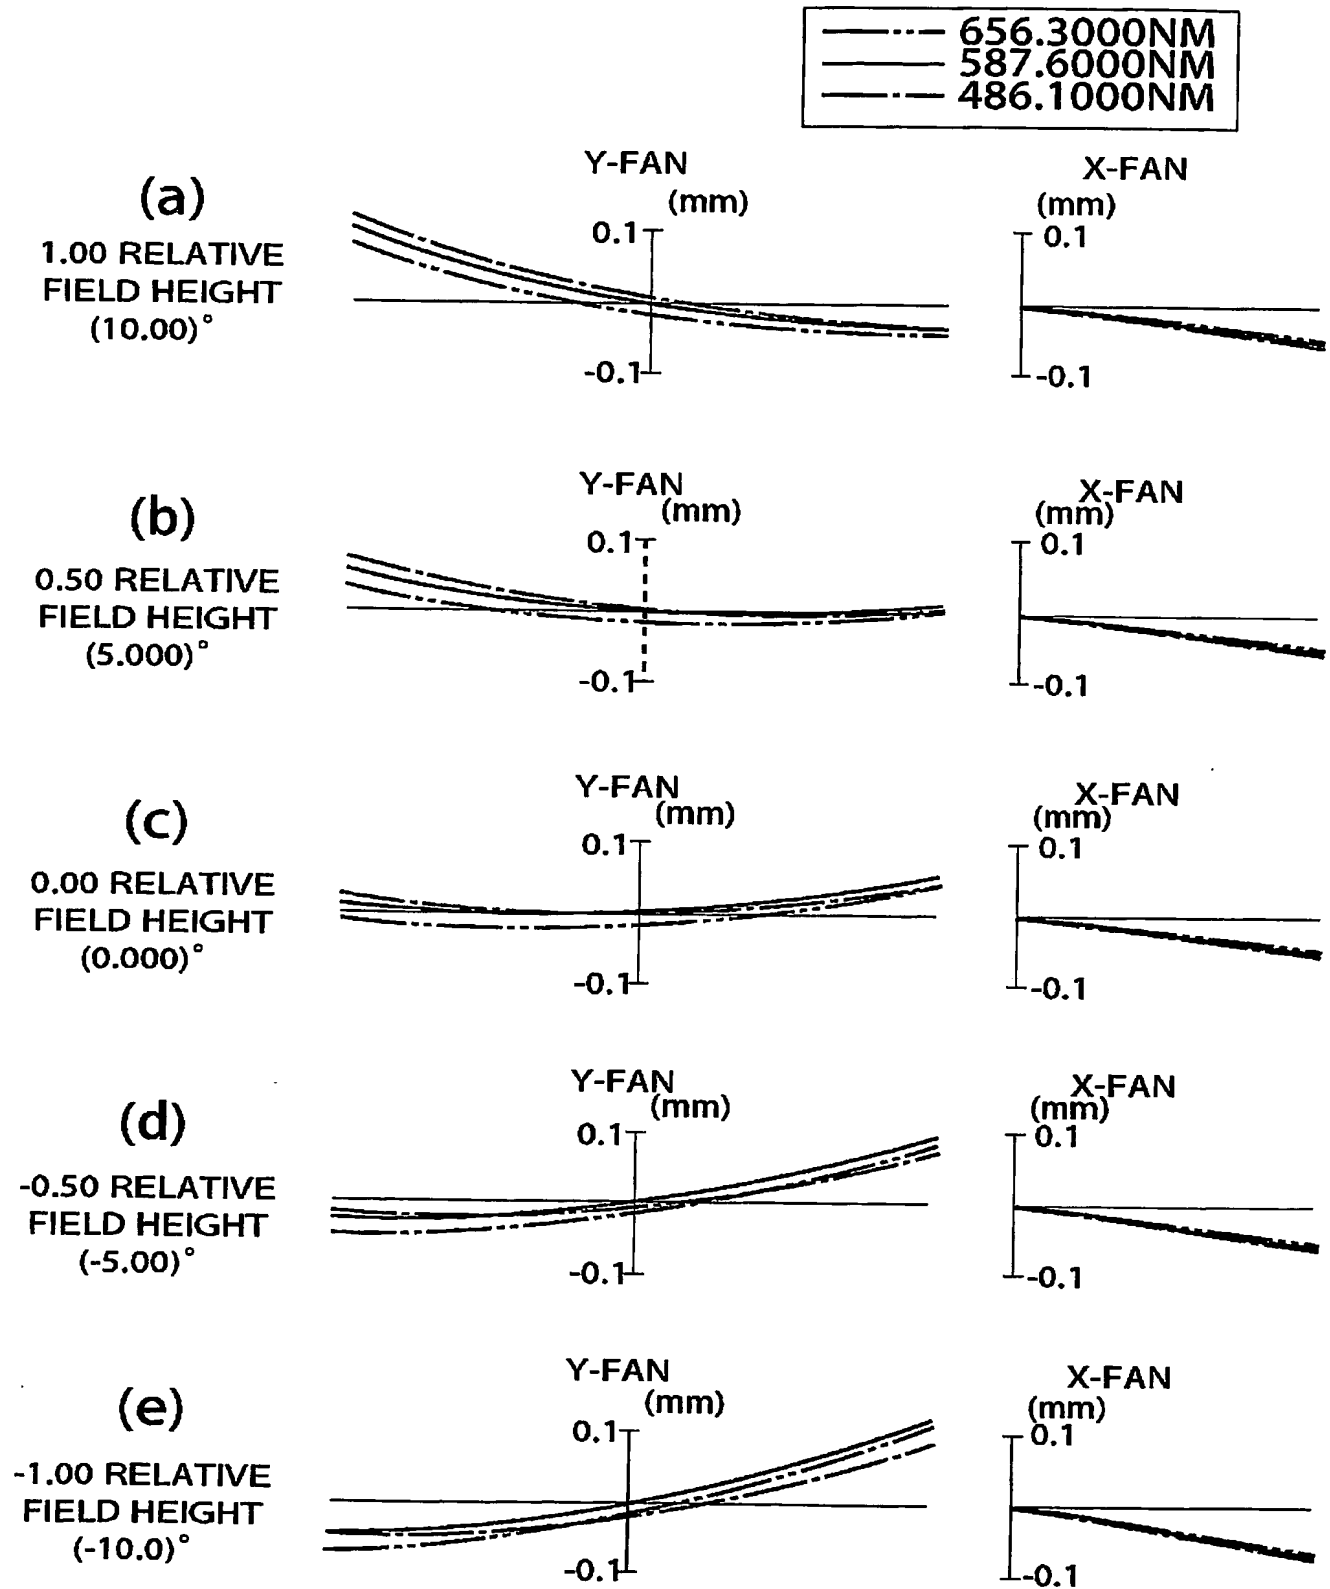 656.3000NM
587.6000NM
486.1000NM
(a)
1.00 RELATIVE
FIELD HEIGHT
(10.00)°
Y-FAN
(mm)
0.1
-0.1
X-FAN
(mm)
0.1
-0.1
(b)
0.50 RELATIVE
FIELD HEIGHT
(5.000)°
Y-FAN
(mm)
0.1
-0.1
X-FAN
(mm)
0.1
-0.1
(c)
0.00 RELATIVE
FIELD HEIGHT
(0.000)°
Y-FAN
(mm)
0.1
-0.1
X-FAN
(mm)
0.1
-0.1
(d)
-0.50 RELATIVE
FIELD HEIGHT
(-5.00)°
Y-FAN
(mm)
0.1
-0.1
X-FAN
(mm)
0.1
-0.1
(e)
-1.00 RELATIVE
FIELD HEIGHT
(-10.0)°
Y-FAN
(mm)
0.1
-0.1
X-FAN
(mm)
0.1
-0.1